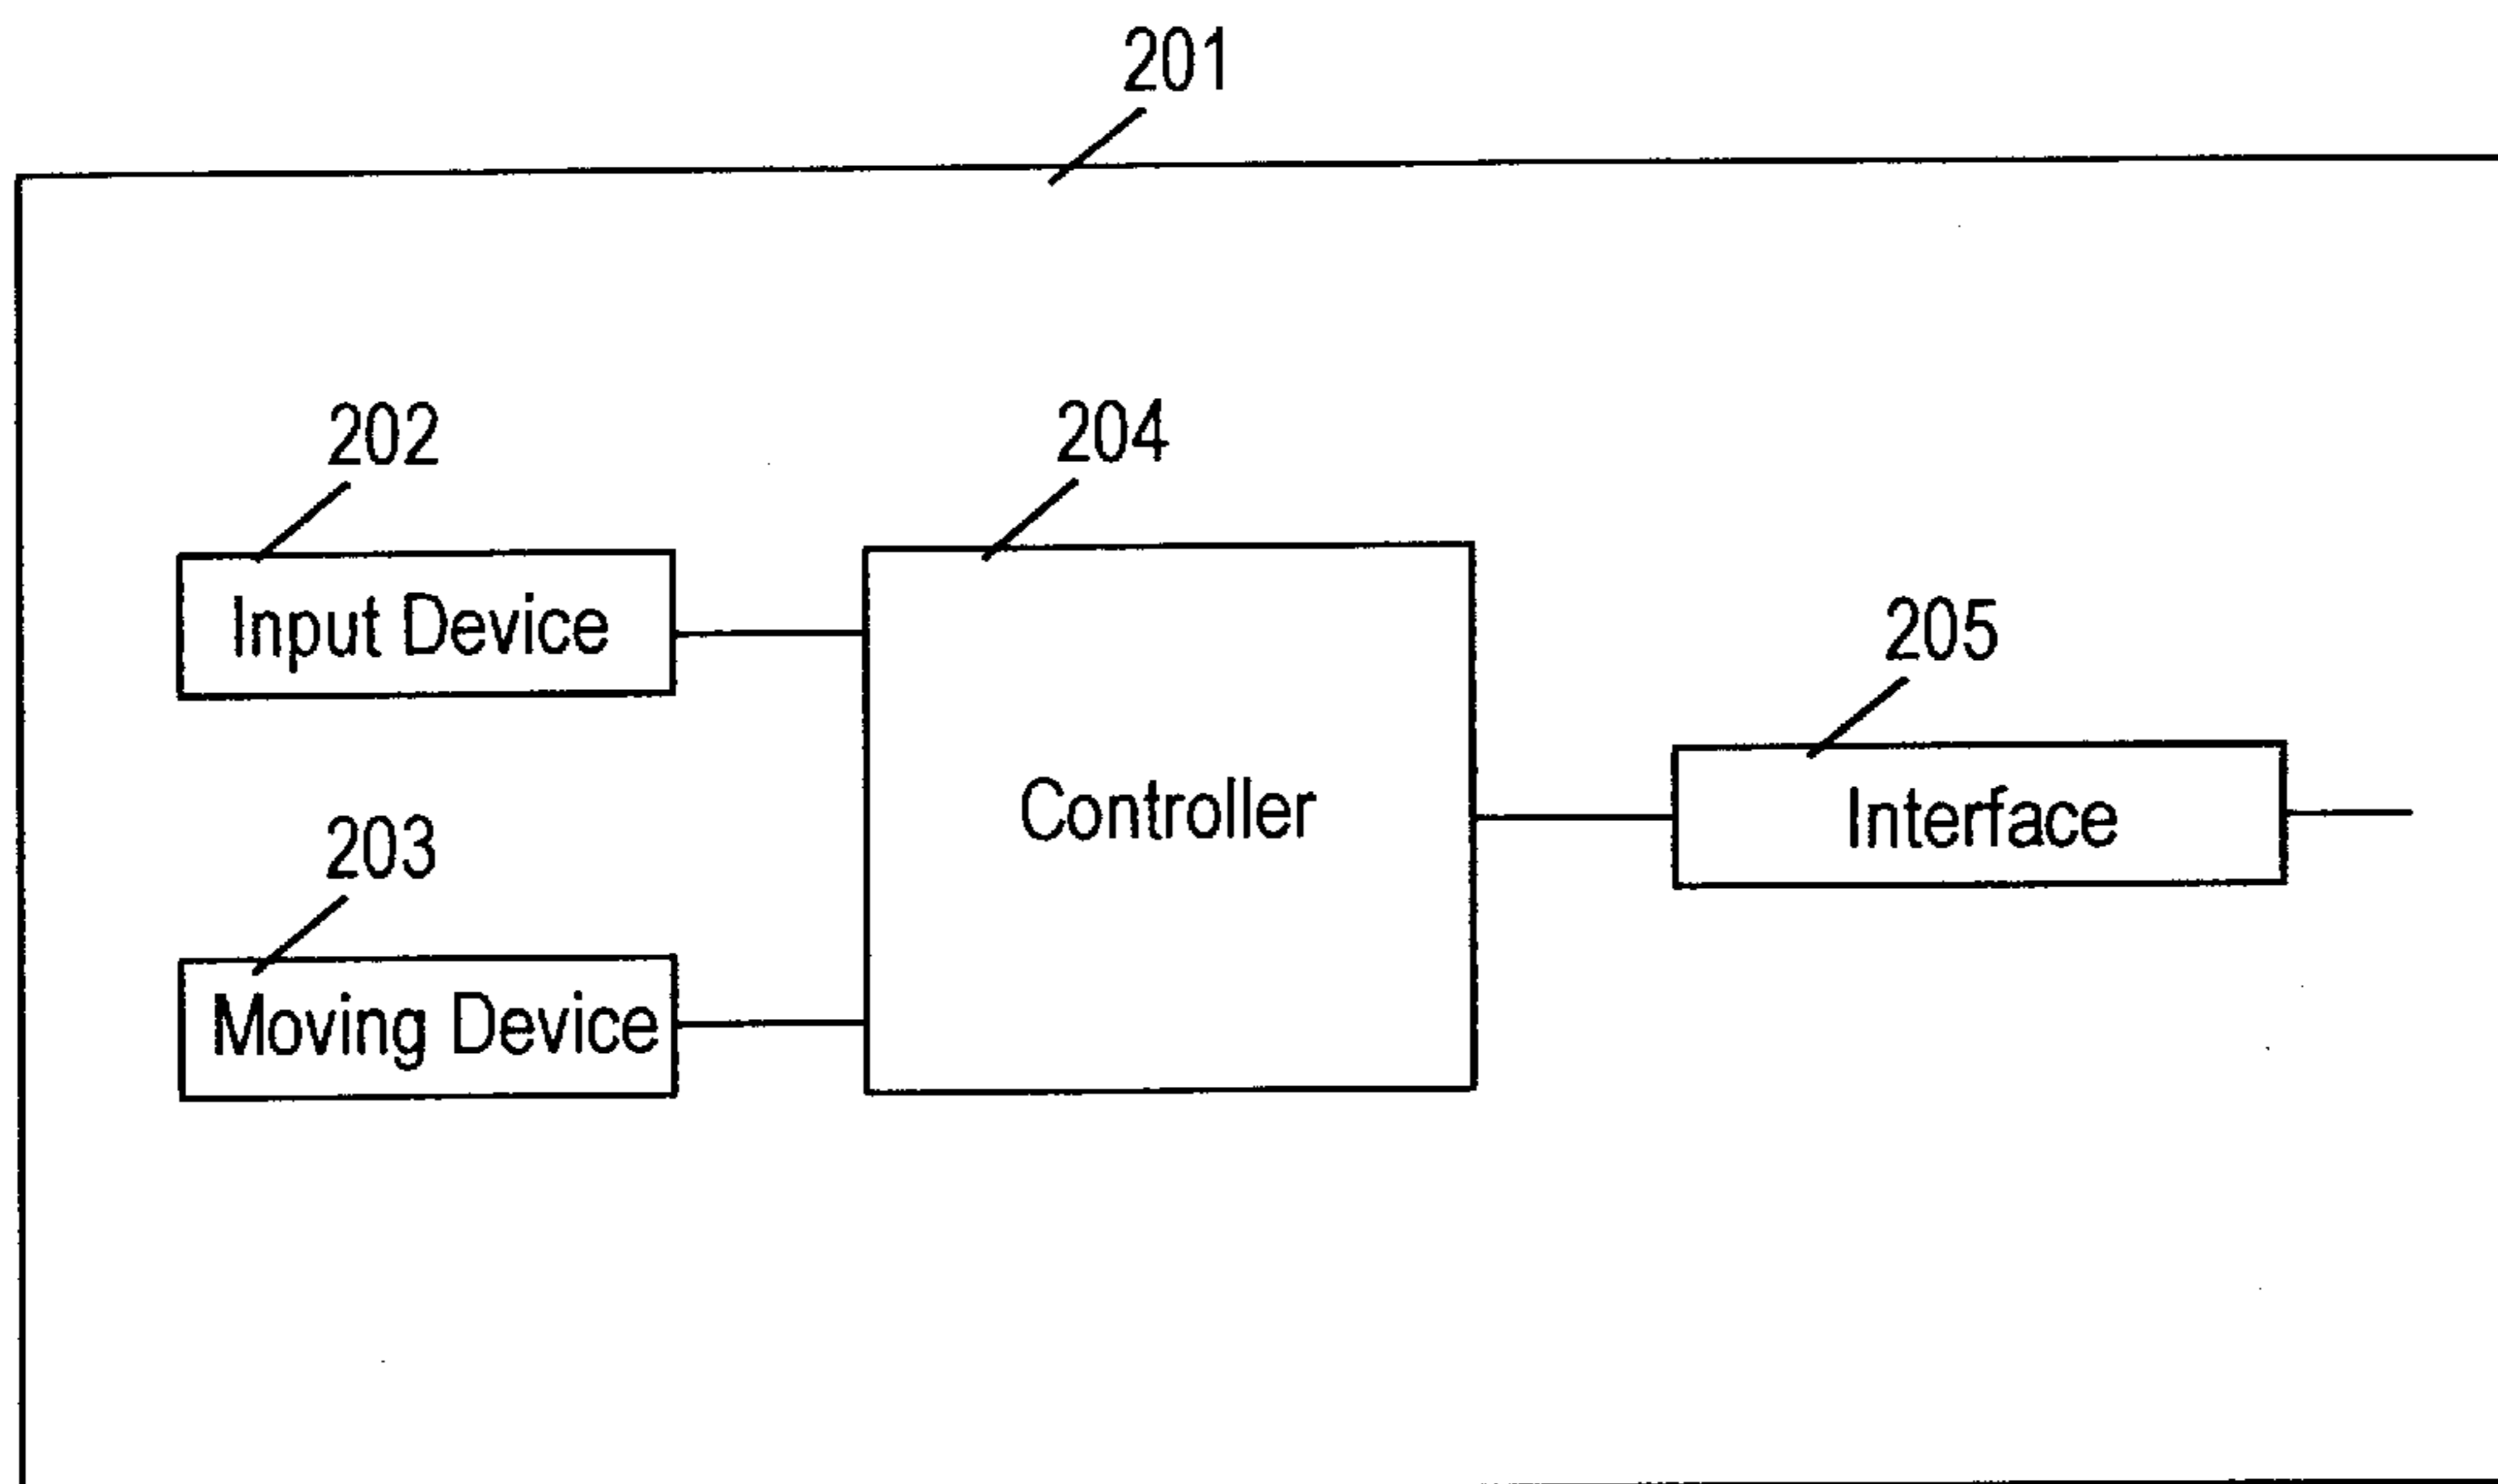 201
202
204
Input Device
205
Controller
Interface
203
Moving Device